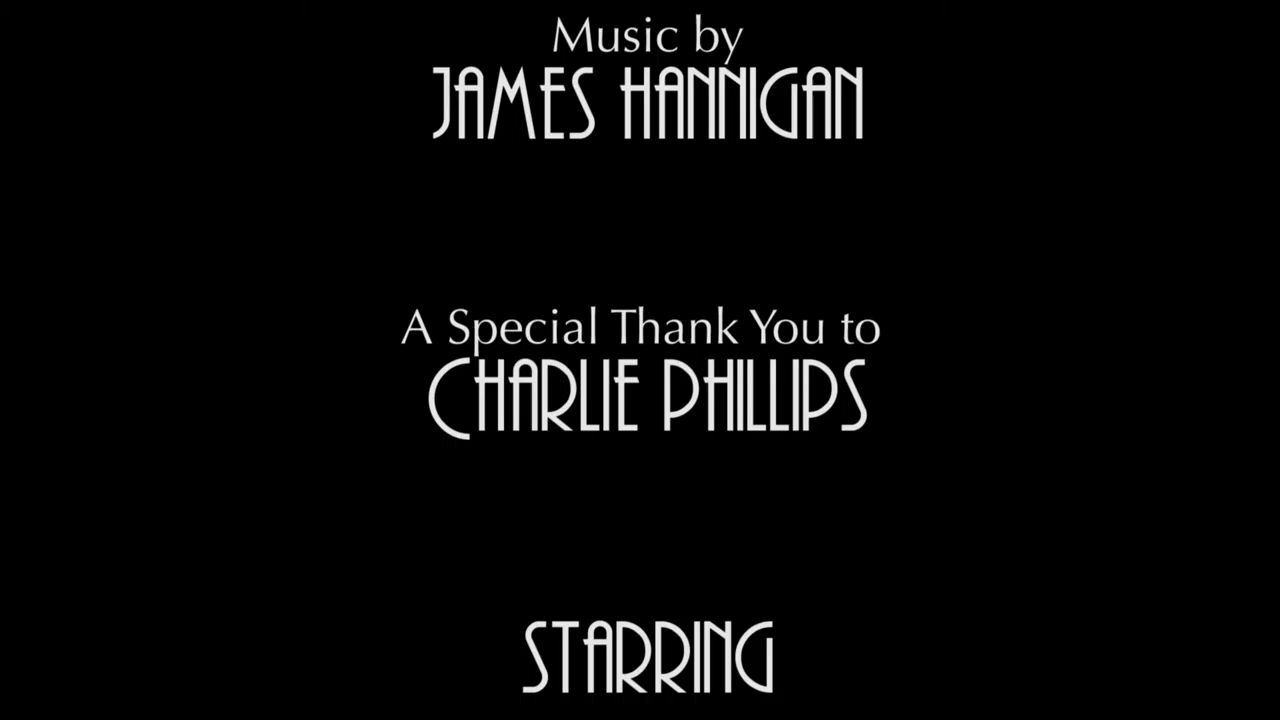 Music by
JAMES HANNIGAN
A Special Thank You to
CHARLIE PHILLIPS
STARRING